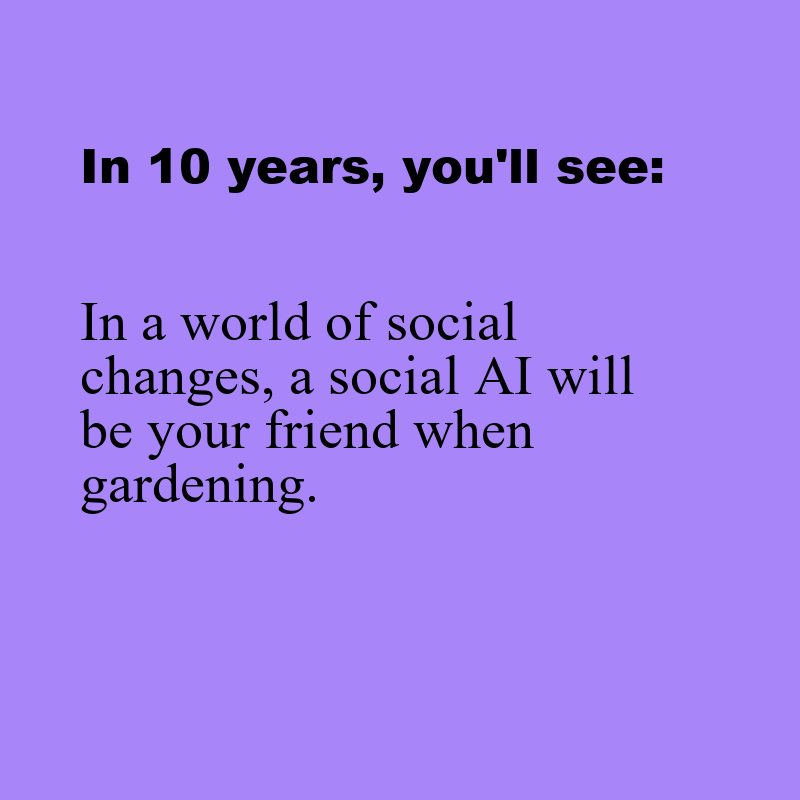 In 10 years, you'll see:
In a world of social
changes, a social AI will
be your friend when
gardening.